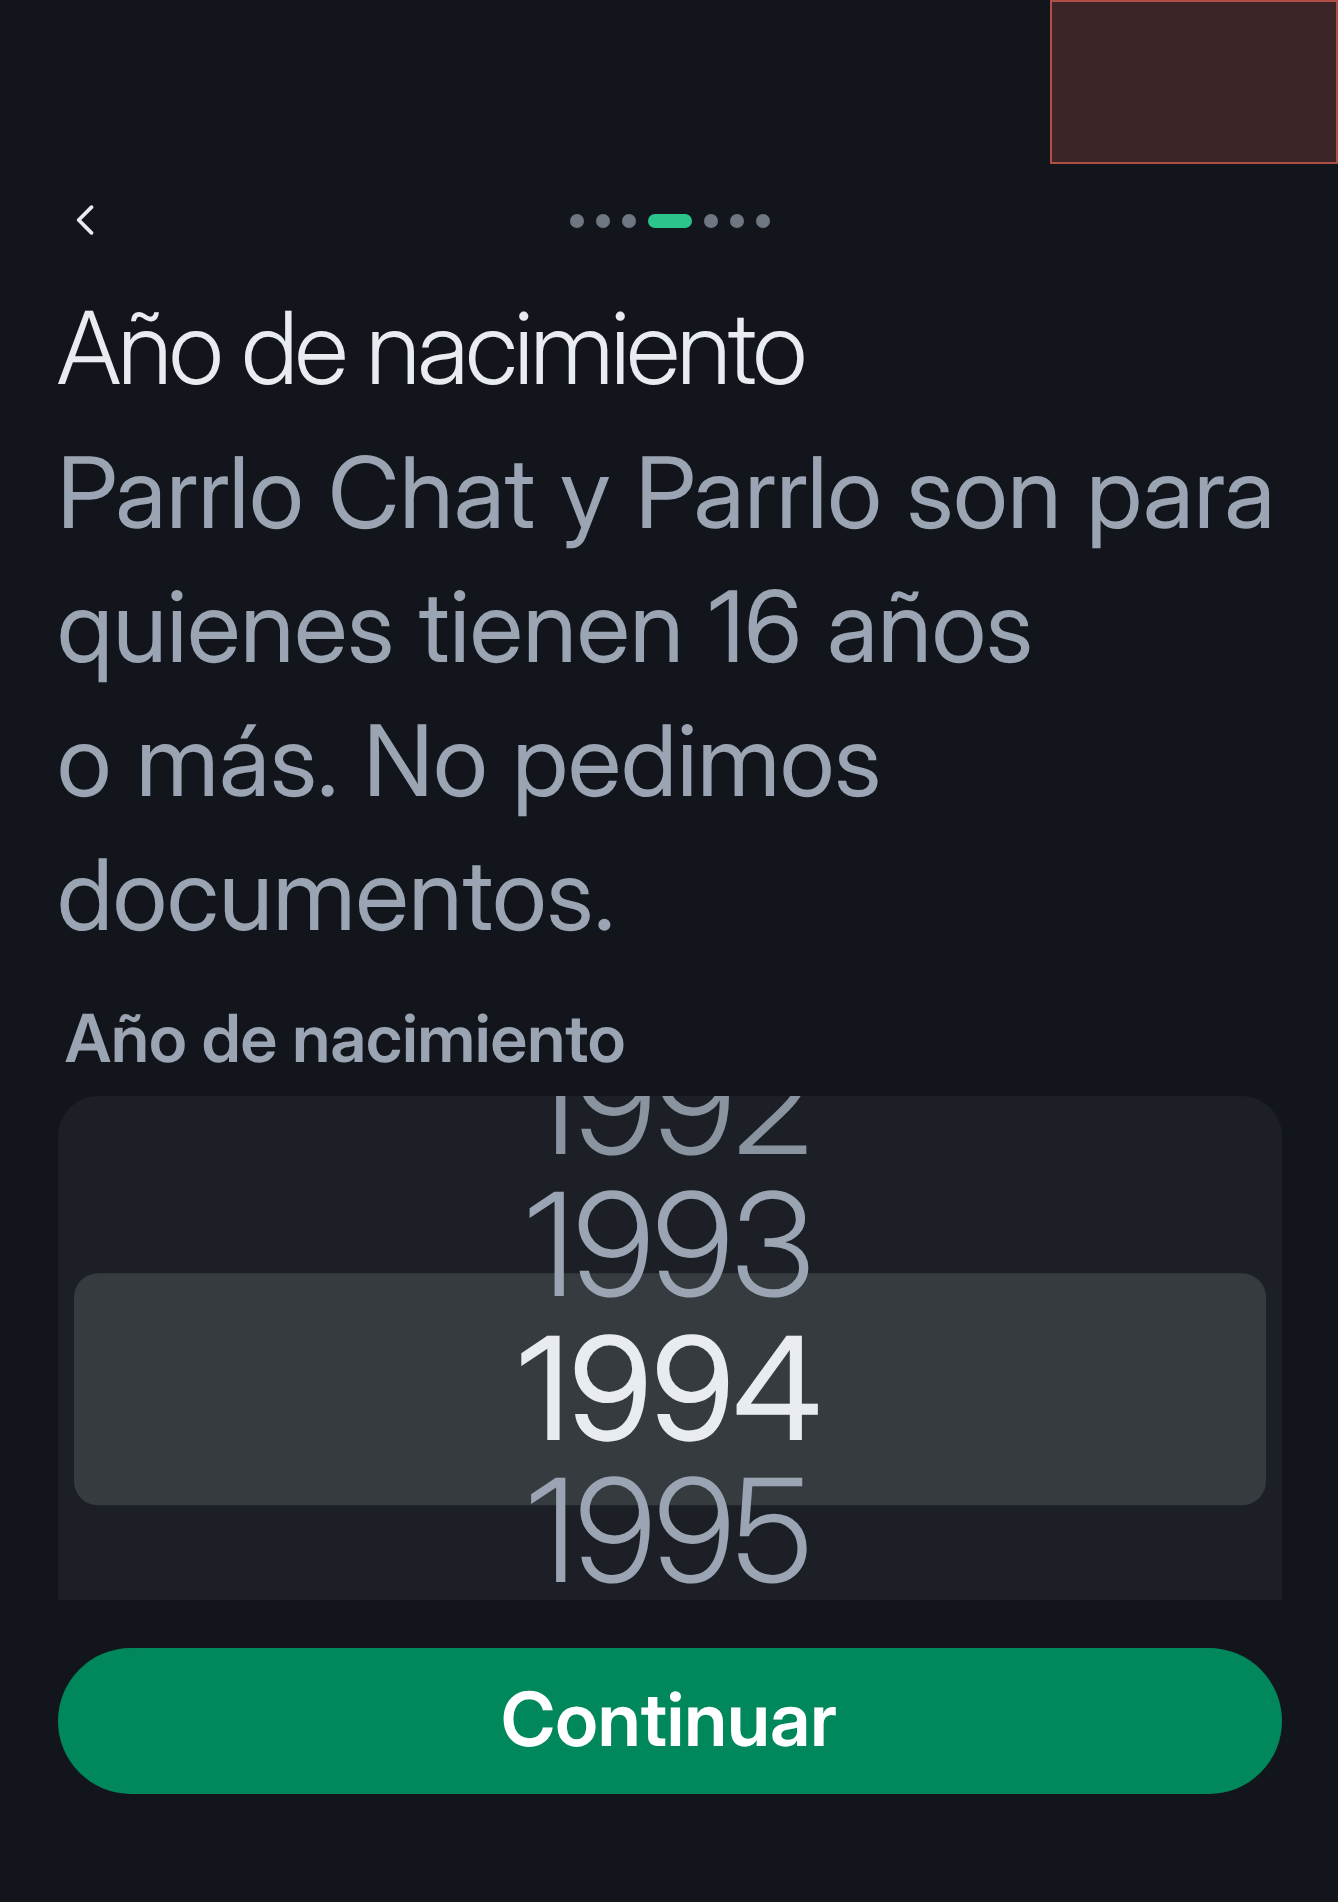 Año de nacimiento
Parrlo Chat y Parrlo son para
quienes tienen 16 años
o más. No pedimos
documentos.
Año de nacimiento
1992
1993
1994
1995
Continuar